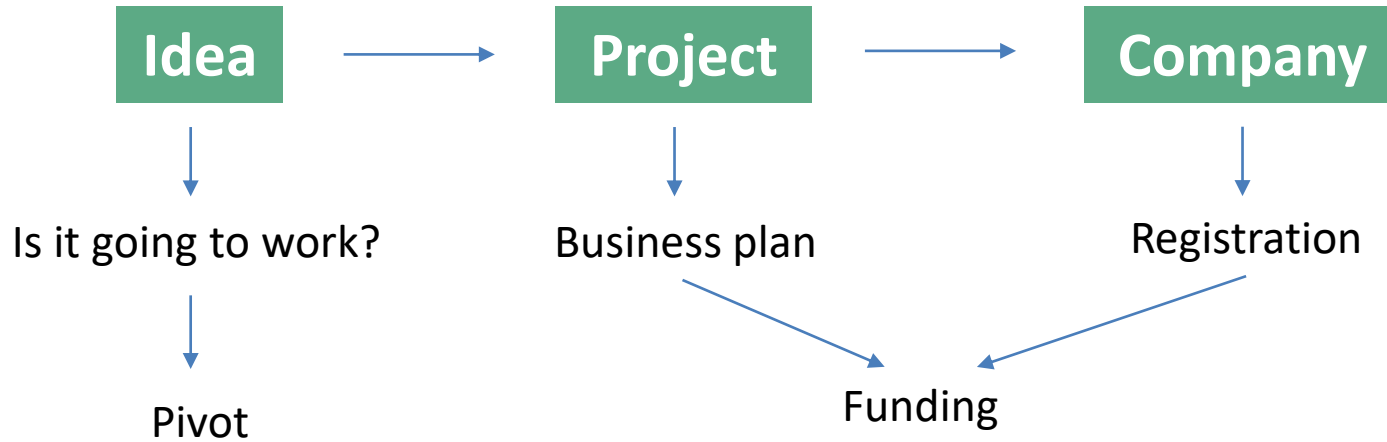 Idea
Project
Company
Is it going to work?
Business plan
Registration
Pivot
Funding